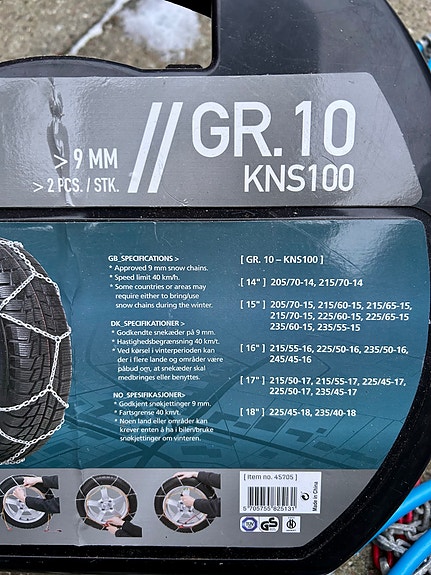 > 9 MM
> 2 PCS. / STK.
// GR. 10
KNS100
GB_SPECIFICATIONS >
* Approved 9 mm snow chains.
* Speed limit 40 km/h.
* Some countries or areas may
require either to bring/use
snow chains during the winter.
DK_SPECIFIKATIONER >
* Godkendte snekæder på 9 mm.
* Hastighedsbegrænsning 40 km/t.
* Ved kørsel i vinterperioden kan
der i flere lande og områder være
påbud om, at snekæder skal
medbringes eller benyttes.
NO_SPESIFIKASJONER>
* Godkjent snøkjettinger 9 mm.
* Fartsgrense 40 km/t.
* Noen land eller områder kan
krever enten å ha i bilen/bruke
snøkjettinger om vinteren.
[ GR. 10 – KNS100 ]
[ 14" ] 205/70-14, 215/70-14
[ 15" ] 205/70-15, 215/60-15, 215/65-15,
215/70-15, 225/60-15, 225/65-15
235/60-15, 235/55-15
[ 16" ] 215/55-16, 225/50-16, 235/50-16,
245/45-16
[ 17" ] 215/50-17, 215/55-17, 225/45-17,
225/50-17, 235/45-17
[ 18" ] 225/45-18, 235/40-18
[ Item no. 45705 ]
5 705755 825131
Made in China
GS